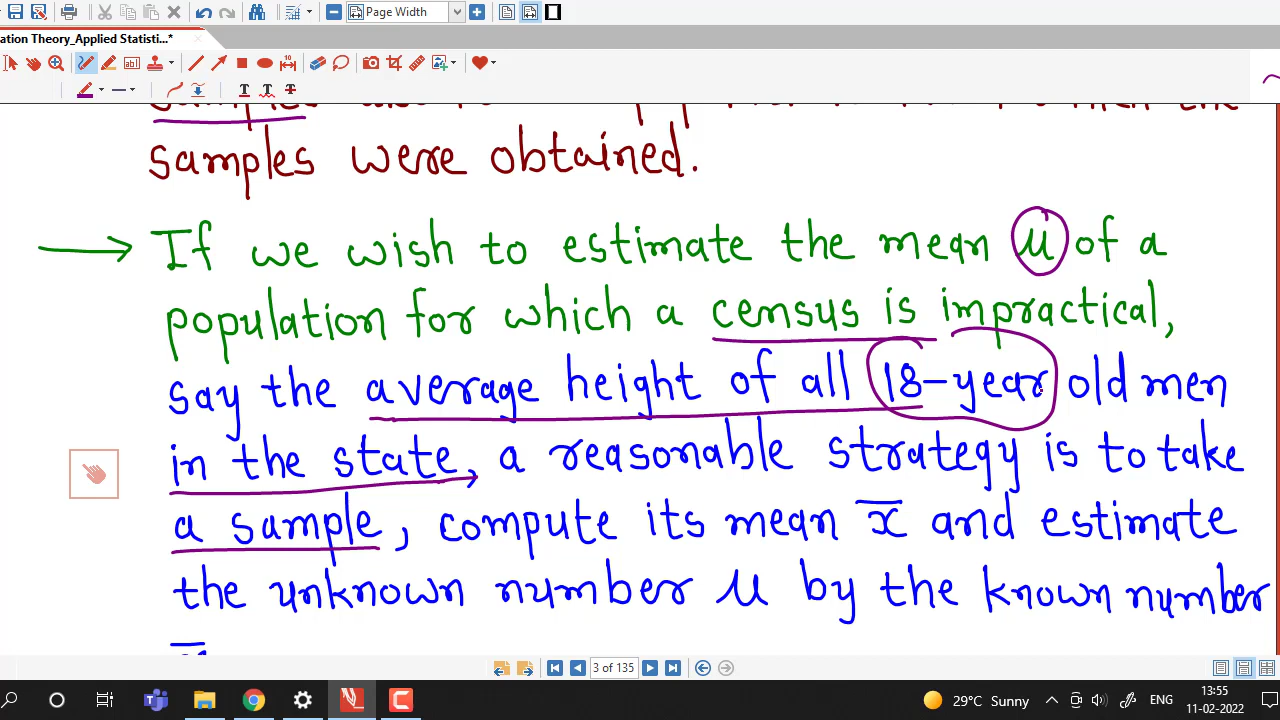 Page Width
ation Theory_Applied Statisti...*
samples
samples were obtained.
If we wish to estimate the mean μ of a
population for which a census is impractical,
say the average height of all 18-year old men
in the state, a reasonable strategy is to take
a sample, compute its mean x̅ and estimate
the unknown number μ by the known number
x̅
3 of 135
29°C Sunny
ENG
13:55
11-02-2022